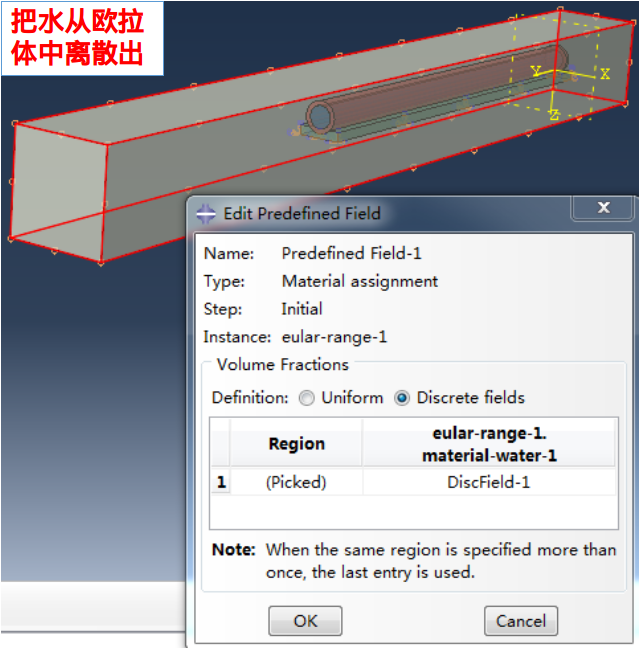 把水从欧拉
体中离散出
Y
X
Z
Edit Predefined Field
Name: Predefined Field-1
Type: Material assignment
Step: Initial
Instance: eular-range-1
Volume Fractions
Definition: Uniform Discrete fields
Region
eular-range-1.
material-water-1
1 (Picked) DiscField-1
Note: When the same region is specified more than
once, the last entry is used.
OK Cancel